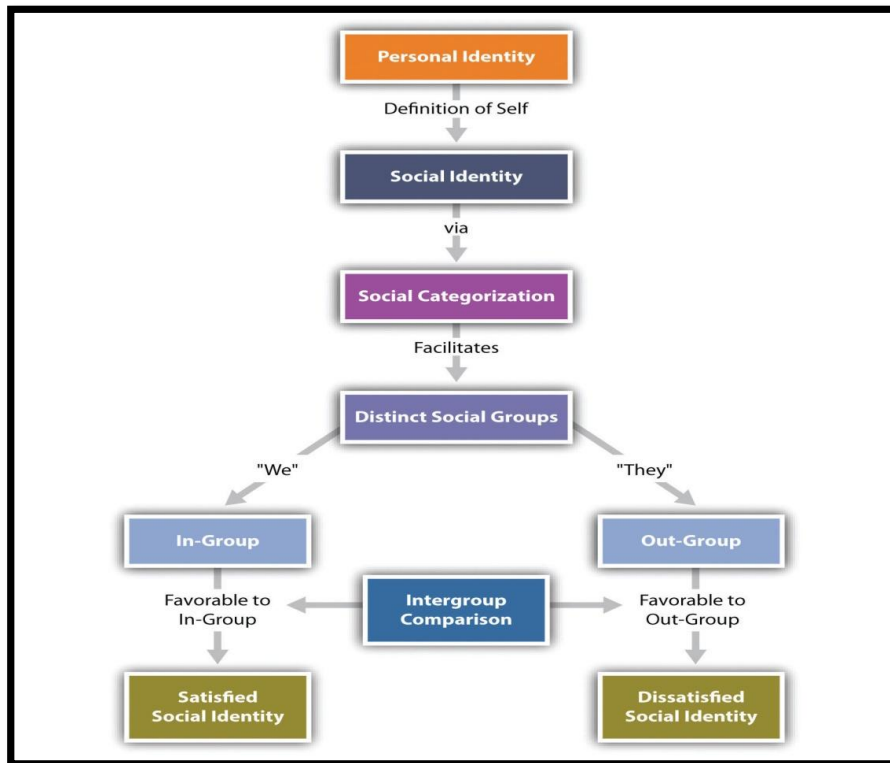 Personal Identity
Definition of Self
Social Identity
via
Social Categorization
Facilitates
Distinct Social Groups
"We"
"They"
In-Group
Out-Group
Favorable to
In-Group
Intergroup
Comparison
Favorable to
Out-Group
Satisfied
Social Identity
Dissatisfied
Social Identity